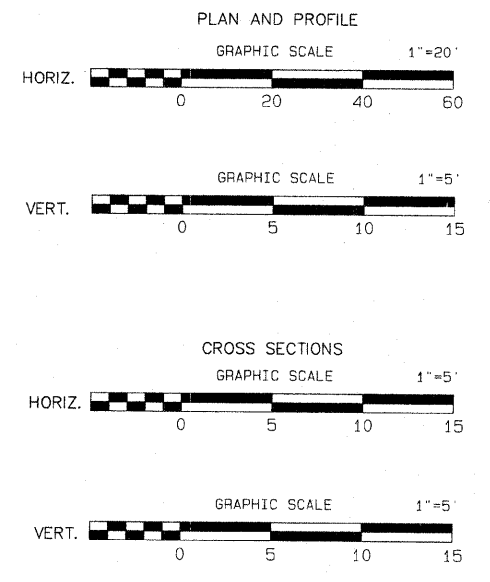 PLAN AND PROFILE
GRAPHIC SCALE 1"=20'
HORIZ.
0 20 40 60
GRAPHIC SCALE 1"=5'
VERT.
0 5 10 15
CROSS SECTIONS
GRAPHIC SCALE 1"=5'
HORIZ.
0 5 10 15
GRAPHIC SCALE 1"=5'
VERT.
0 5 10 15